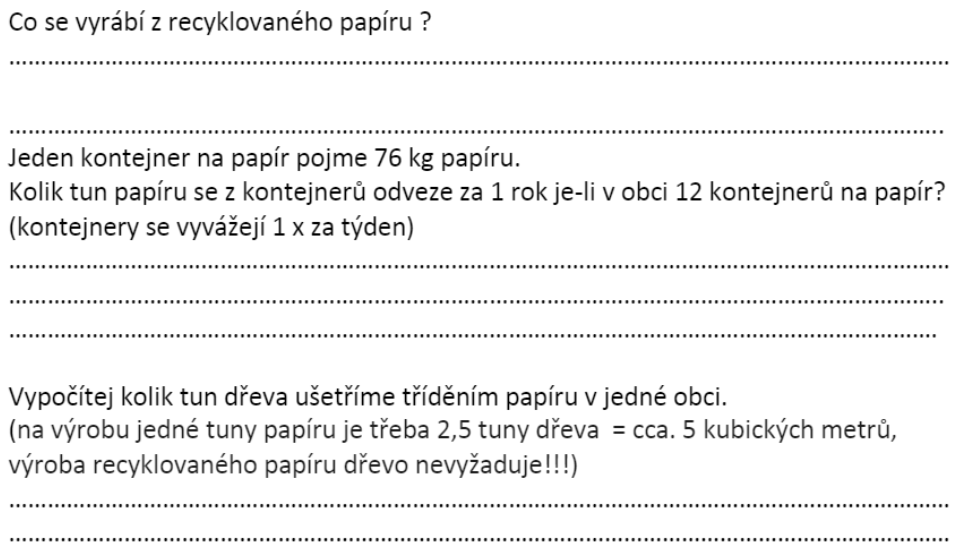 Co se vyrábí z recyklovaného papíru ?
................................................................................................................................................
................................................................................................................................................
Jeden kontejner na papír pojme 76 kg papíru.
Kolik tun papíru se z kontejnerů odveze za 1 rok je-li v obci 12 kontejnerů na papír?
(kontejnery se vyvážejí 1 x za týden)
................................................................................................................................................
................................................................................................................................................
................................................................................................................................................
Vypočítej kolik tun dřeva ušetříme tříděním papíru v jedné obci.
(na výrobu jedné tuny papíru je třeba 2,5 tuny dřeva = cca. 5 kubických metrů,
výroba recyklovaného papíru dřevo nevyžaduje!!!)
................................................................................................................................................
................................................................................................................................................